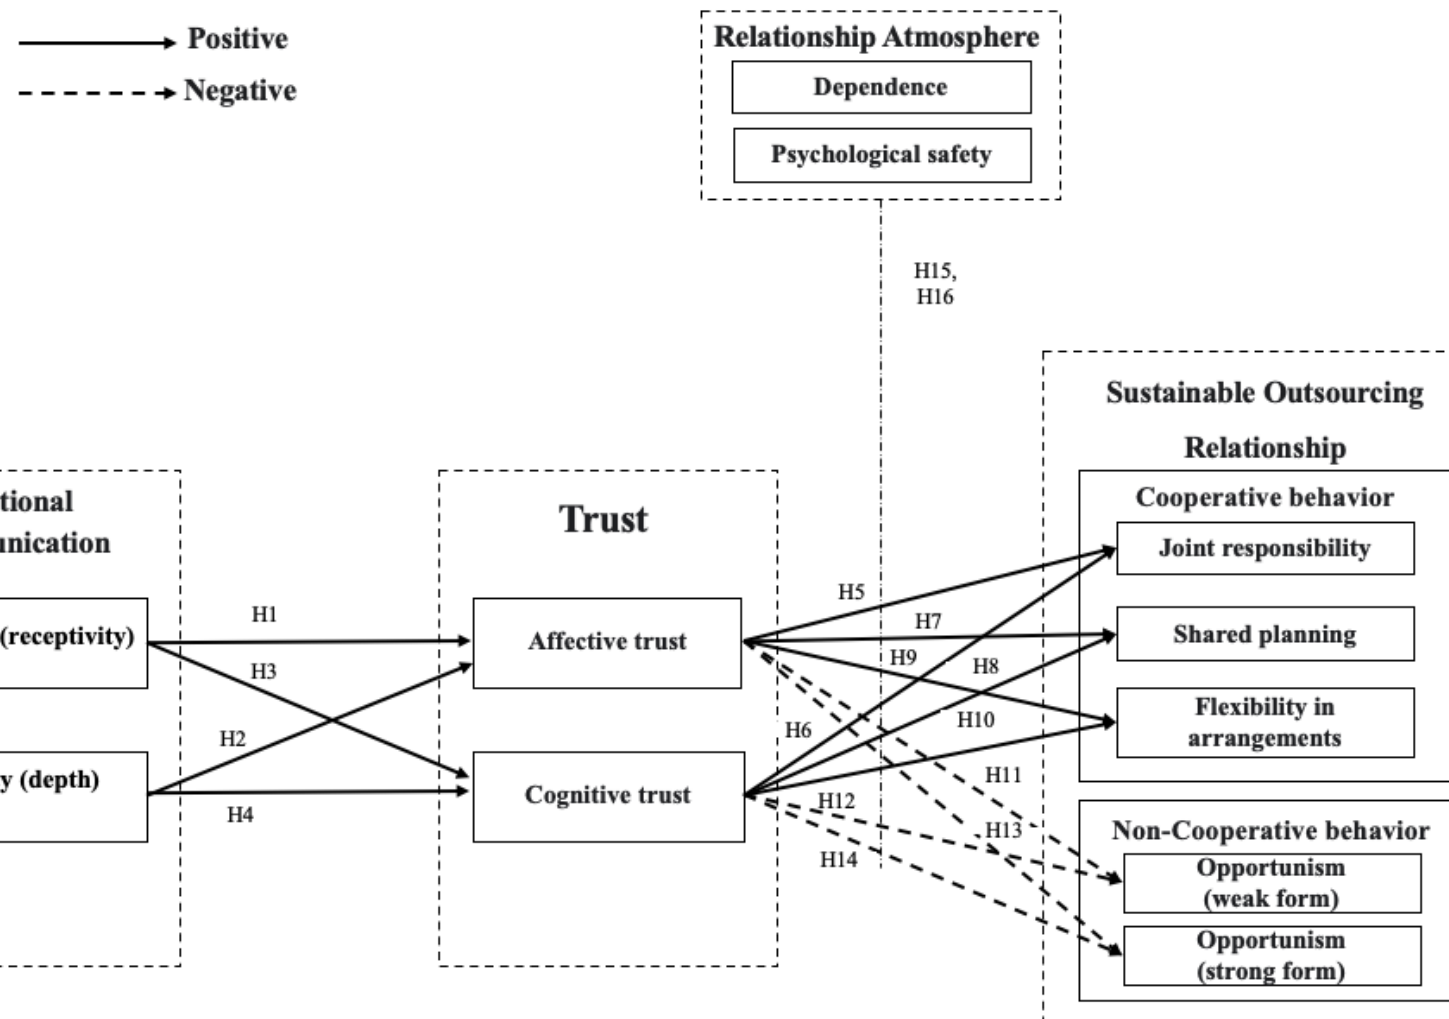 Positive
Negative
Relationship Atmosphere
Dependence
Psychological safety
H15,
H16
Sustainable Outsourcing
Relationship
Cooperative behavior
Joint responsibility
Shared planning
Flexibility in
arrangements
Non-Cooperative behavior
Opportunism
(weak form)
Opportunism
(strong form)
tional
unication
(receptivity)
y (depth)
H1
H3
H2
H4
Trust
Affective trust
Cognitive trust
H5
H7
H9
H8
H6
H10
H11
H12
H13
H14